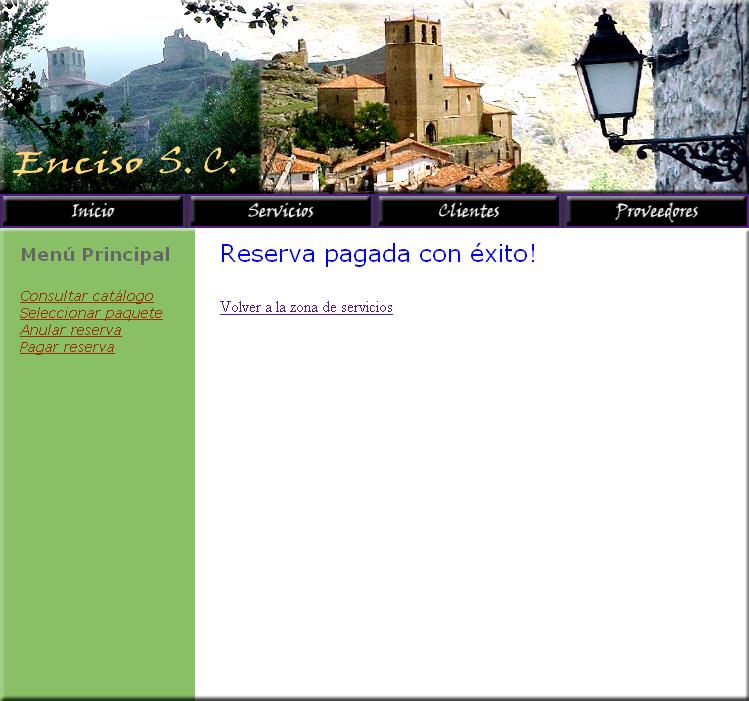 Enciso S. C.
Inicio
Servicios
Clientes
Proveedores
Menú Principal
Consultar catálogo
Seleccionar paquete
Anular reserva
Pagar reserva
Reserva pagada con éxito!
Volver a la zona de servicios